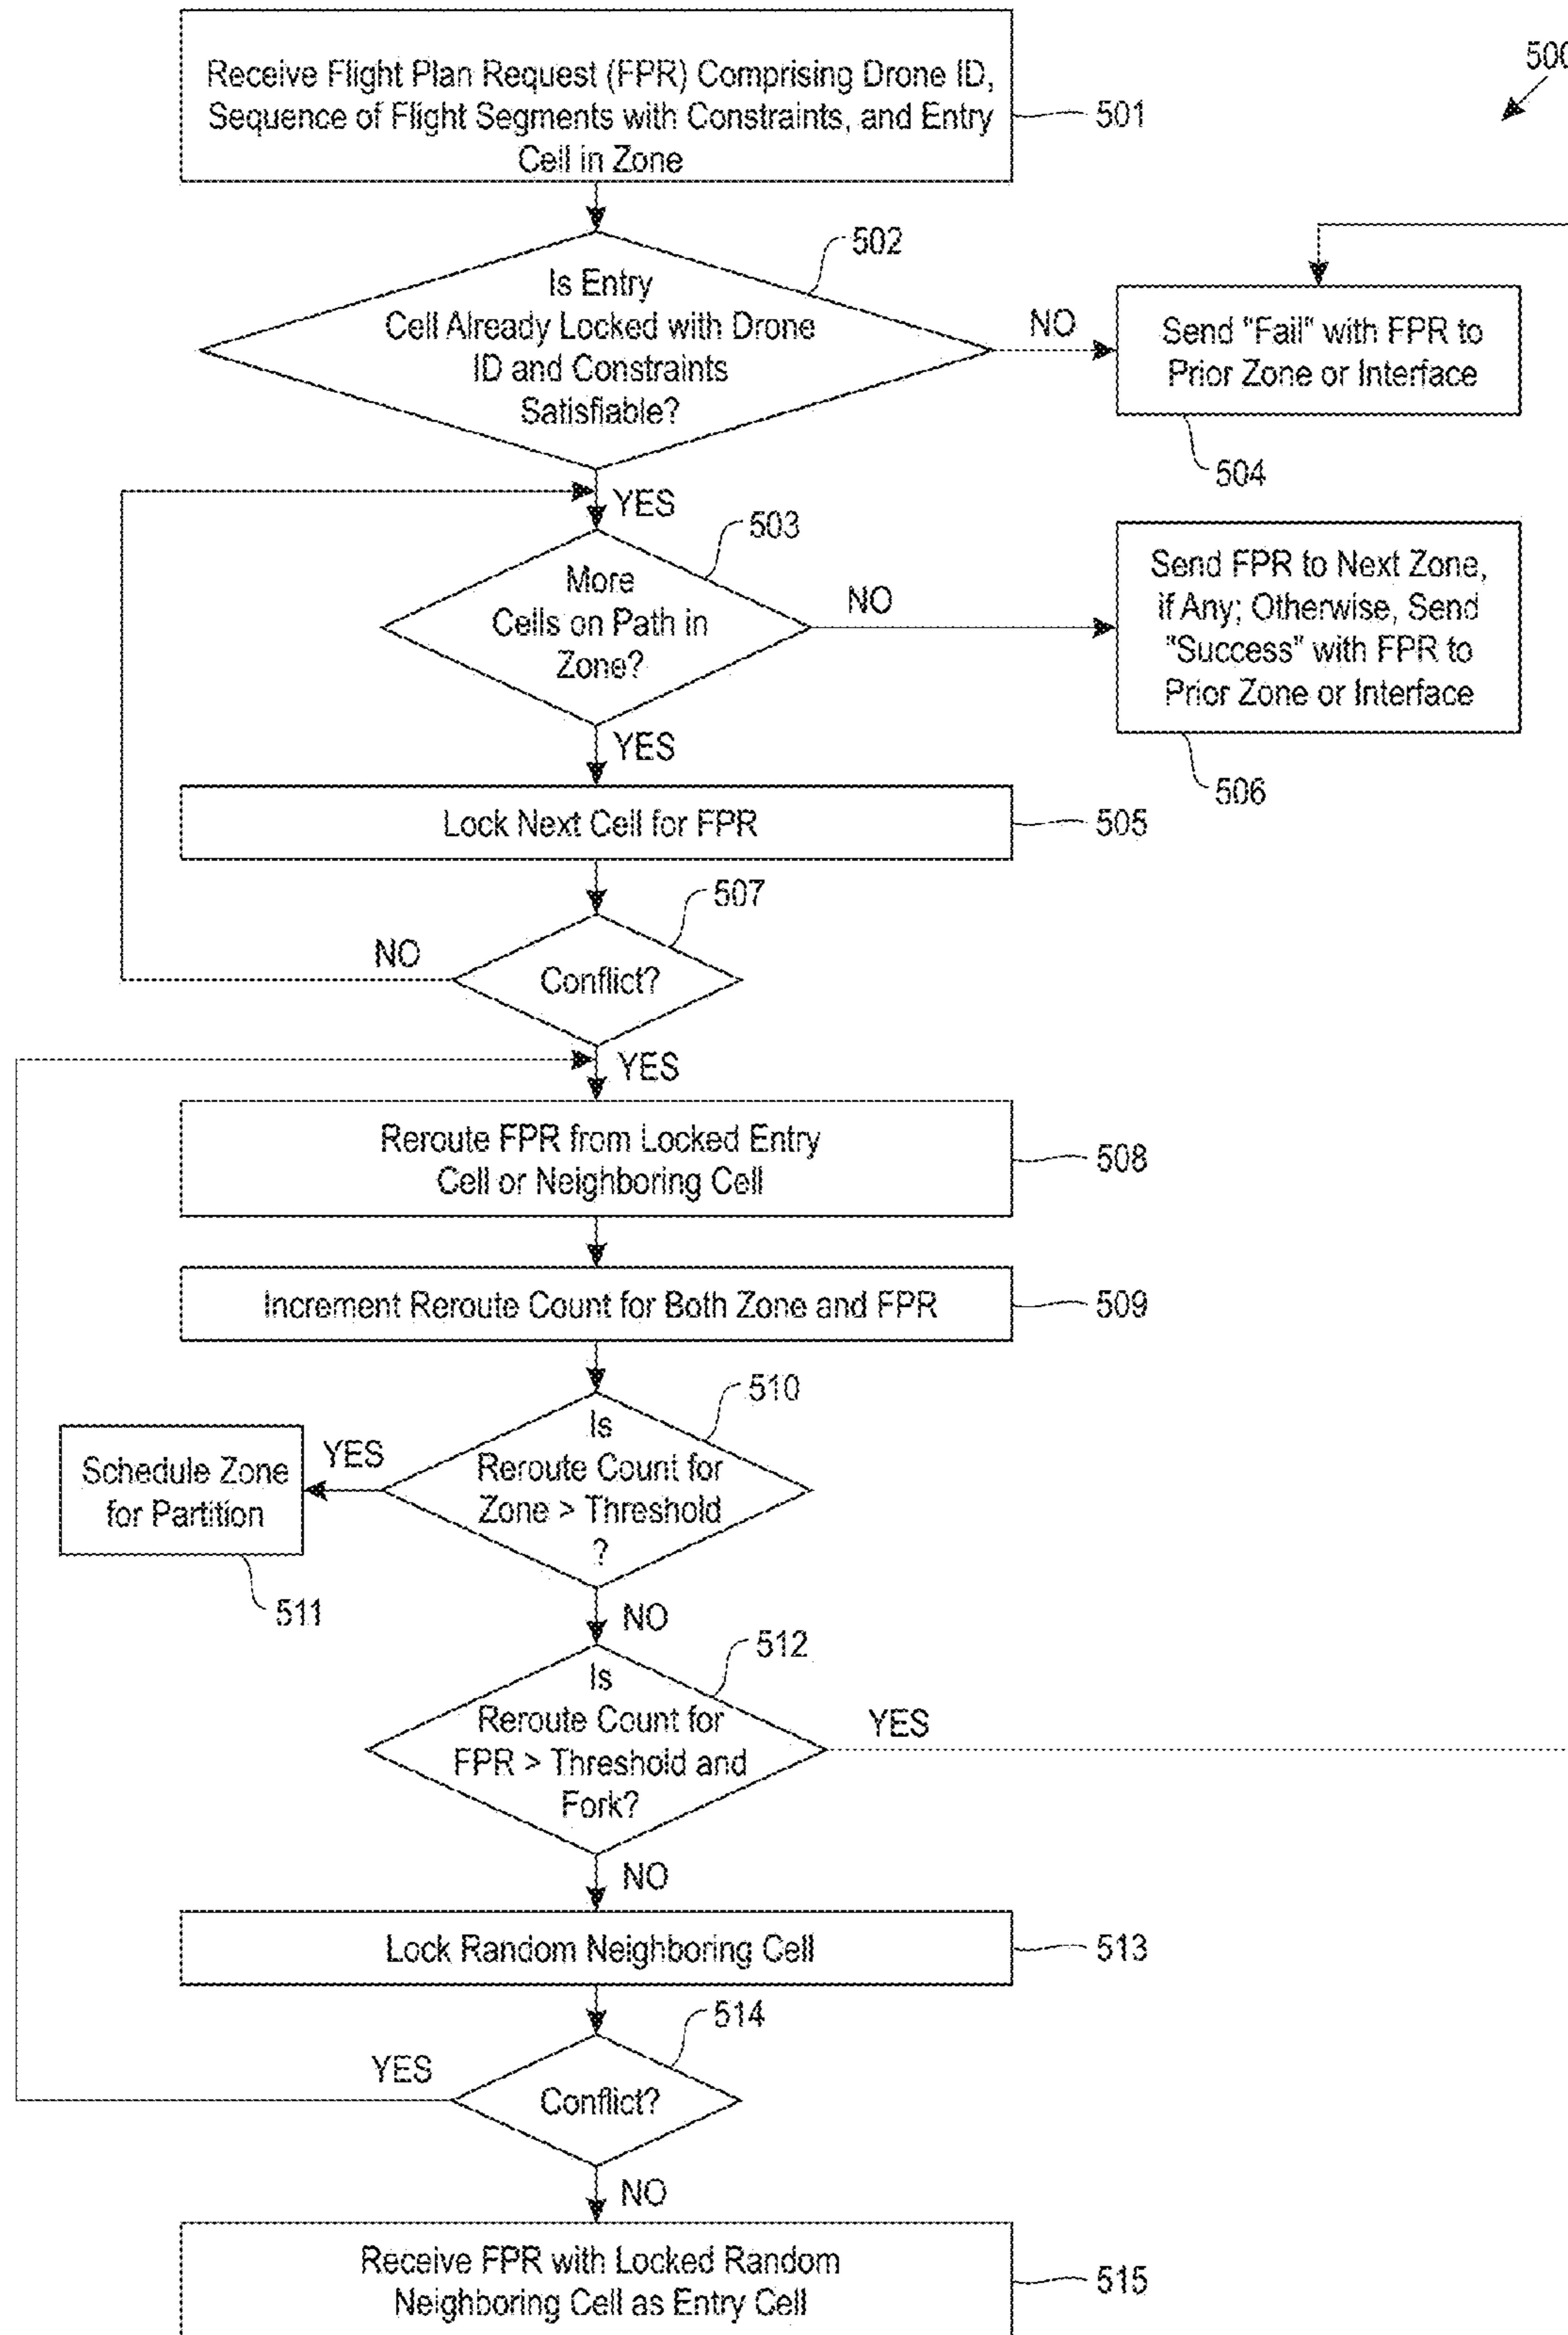 500
Receive Flight Plan Request (FPR) Comprising Drone ID,
Sequence of Flight Segments with Constraints, and Entry
Cell in Zone
501
502
Is Entry
Cell Already Locked with Drone
ID and Constraints
Satisfiable?
NO
Send "Fail" with FPR to
Prior Zone or Interface
504
YES
503
More
Cells on Path in
Zone?
NO
Send FPR to Next Zone,
if Any; Otherwise, Send
"Success" with FPR to
Prior Zone or Interface
506
YES
Lock Next Cell for FPR
505
507
NO
Conflict?
YES
Reroute FPR from Locked Entry
Cell or Neighboring Cell
508
Increment Reroute Count for Both Zone and FPR
509
510
Is
Reroute Count for
Zone > Threshold
?
YES
Schedule Zone
for Partition
511
NO
512
Is
Reroute Count for
FPR > Threshold and
Fork?
YES
NO
Lock Random Neighboring Cell
513
514
YES
Conflict?
NO
Receive FPR with Locked Random
Neighboring Cell as Entry Cell
515